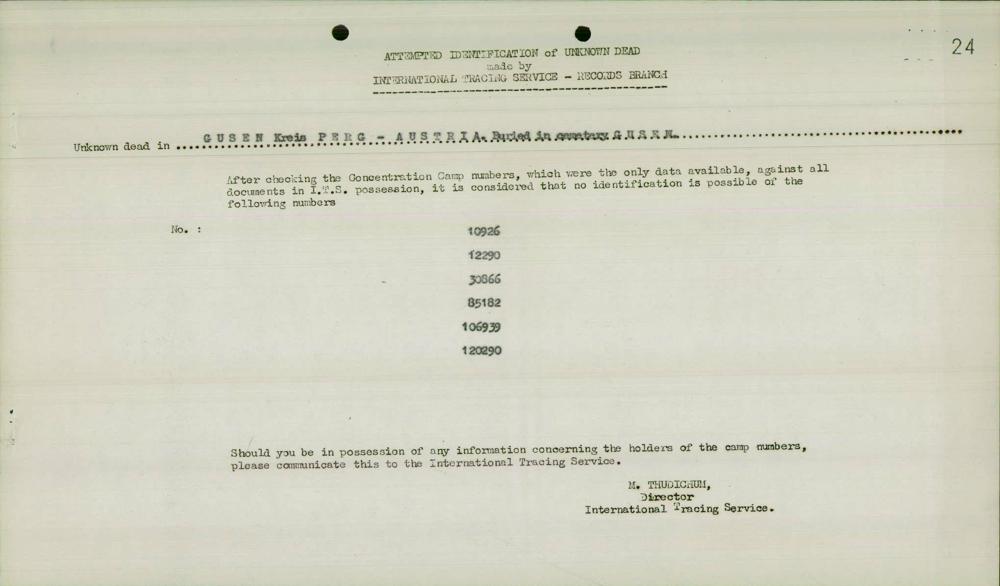 24
ATTEMPTED IDENTIFICATION of UNKNOWN DEAD
made by
INTERNATIONAL TRACING SERVICE - RECORDS BRANCH
Unknown dead in ... GUSEN Kreis PERG - AUSTRIA. Buried in cemetery GUSEN.
After checking the Concentration Camp numbers, which were the only data available, against all
documents in I.T.S. possession, it is considered that no identification is possible of the
following numbers
No. :
10926
12290
30866
85182
106939
120290
Should you be in possession of any information concerning the holders of the camp numbers,
please communicate this to the International Tracing Service.
M. THUDICHUM,
Director
International Tracing Service.